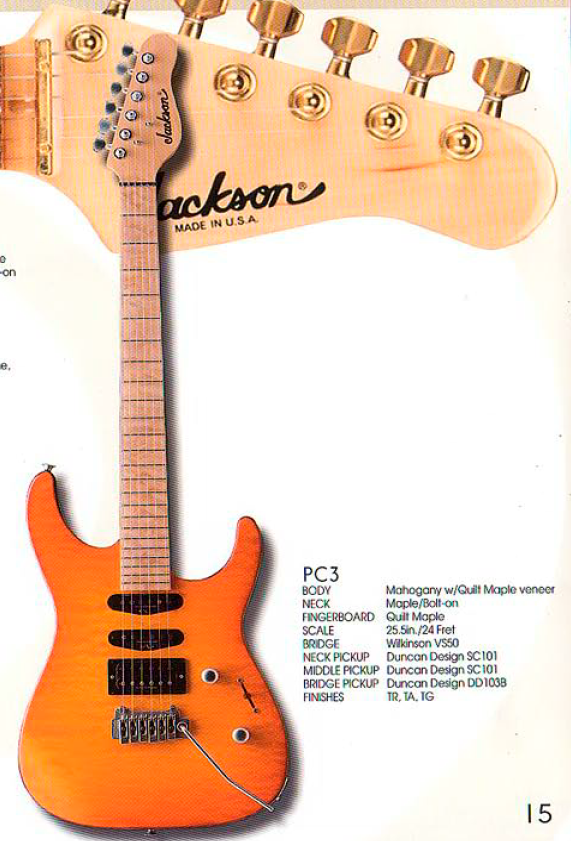 Jackson
ackson®
MADE IN U.S.A.
e
-on
e.
PC3
BODY Mahogany w/Quilt Maple veneer
NECK Maple/Bolt-on
FINGERBOARD Quilt Maple
SCALE 25.5in./24 Fret
BRIDGE Wilkinson VS50
NECK PICKUP Duncan Design SC101
MIDDLE PICKUP Duncan Design SC101
BRIDGE PICKUP Duncan Design DD103B
FINISHES TR, TA, TG
15